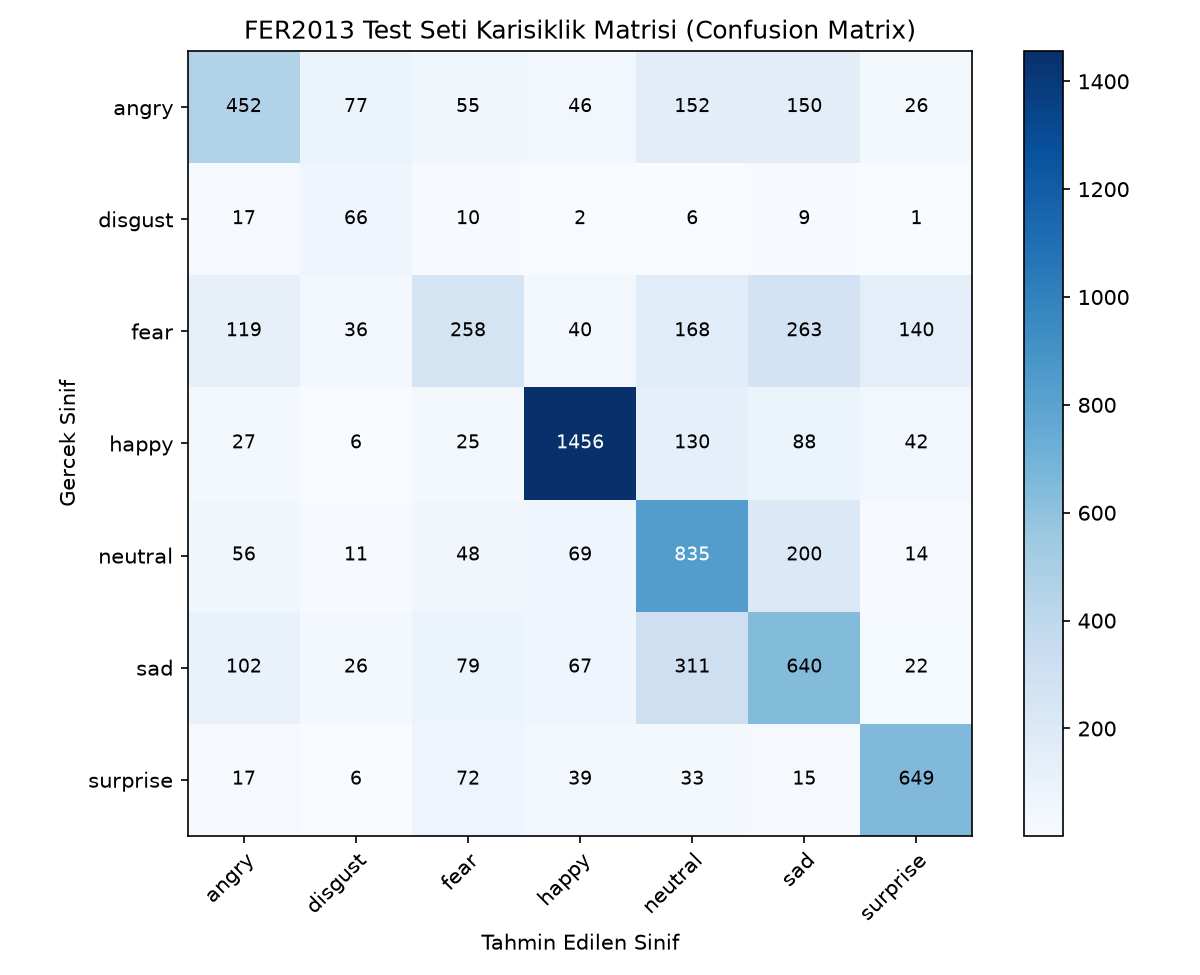 FER2013 Test Seti Karisiklik Matrisi (Confusion Matrix)
angry 452 77 55 46 152 150 26
disgust 17 66 10 2 6 9 1
fear 119 36 258 40 168 263 140
happy 27 6 25 1456 130 88 42
neutral 56 11 48 69 835 200 14
sad 102 26 79 67 311 640 22
surprise 17 6 72 39 33 15 649
angry disgust fear happy neutral sad surprise
Tahmin Edilen Sinif
Gercek Sinif
1400
1200
1000
800
600
400
200